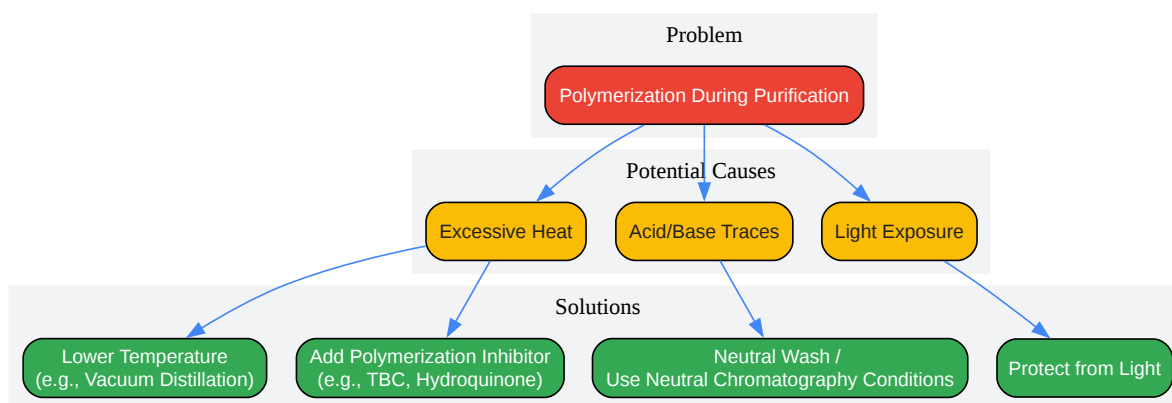 Problem
Polymerization During Purification
Potential Causes
Excessive Heat
Acid/Base Traces
Light Exposure
Solutions
Lower Temperature
(e.g., Vacuum Distillation)
Add Polymerization Inhibitor
(e.g., TBC, Hydroquinone)
Neutral Wash /
Use Neutral Chromatography Conditions
Protect from Light